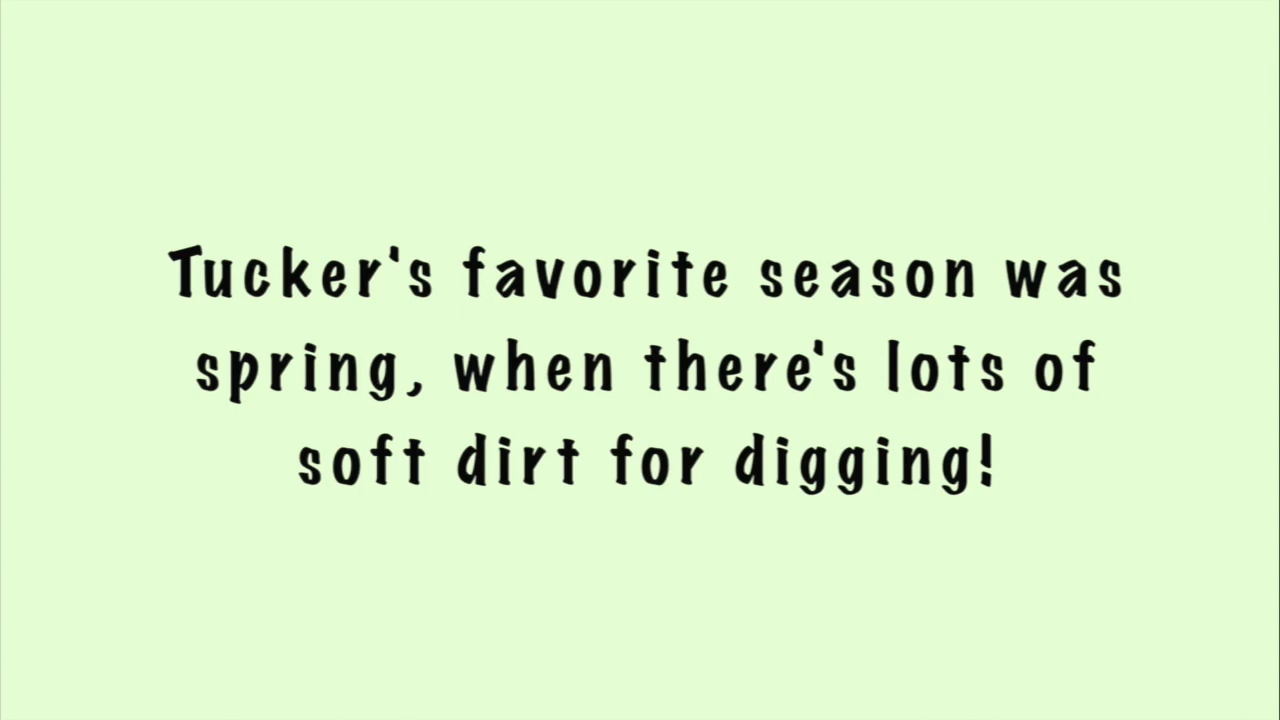 Tucker's favorite season was
spring, when there's lots of
soft dirt for digging!